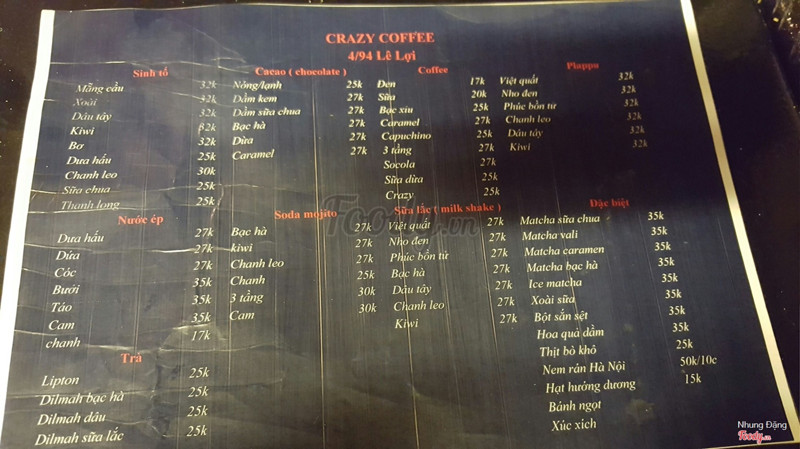 CRAZY COFFEE
4/94 Lê Lợi
Sinh tố
Mãng cầu 32k
Xoài 32k
Dâu tây 32k
Kiwi 32k
Bơ 32k
Dưa hấu 25k
Chanh leo 30k
Sữa chua 25k
Thanh long 25k
Cacao ( chocolate )
Nóng/lạnh 25k
Dầm kem 27k
Dầm sữa chua 27k
Bạc hà 27k
Dừa 27k
Caramel 27k
Coffee
Đen 17k
Sữa 20k
Bạc xíu 25k
Caramel 27k
Capuchino 25k
3 tầng 27k
Socola 27k
Sữa dừa 25k
Crazy 25k
Plappu
Việt quất 32k
Nho đen 32k
Phúc bồn tử 32k
Chanh leo 32k
Dâu tây 32k
Kiwi 32k
Nước ép
Dưa hấu 27k
Dứa 27k
Cóc 27k
Bưởi 35k
Táo 35k
Cam 35k
chanh 17k
Soda mojito
Bạc hà 27k
kiwi 27k
Chanh leo 27k
Chanh 25k
3 tầng 30k
Cam 30k
Sữa lắc ( milk shake )
Việt quất 27k
Nho đen 27k
Phúc bồn tử 27k
Bạc hà 27k
Dâu tây 27k
Chanh leo 27k
Kiwi 27k
Đặc biệt
Matcha sữa chua 35k
Matcha vali 35k
Matcha caramen 35k
Matcha bạc hà 35k
Ice matcha 35k
Xoài sữa 35k
Bột sắn sệt 35k
Hoa quả dầm 35k
Thịt bò khô 25k
Nem rán Hà Nội 50k/10c
Hạt hướng dương 15k
Bánh ngọt
Xúc xích
Trà
Lipton 25k
Dilmah bạc hà 25k
Dilmah dâu 25k
Dilmah sữa lắc 25k
Foody.vn
Nhung Đặng
Foody.vn